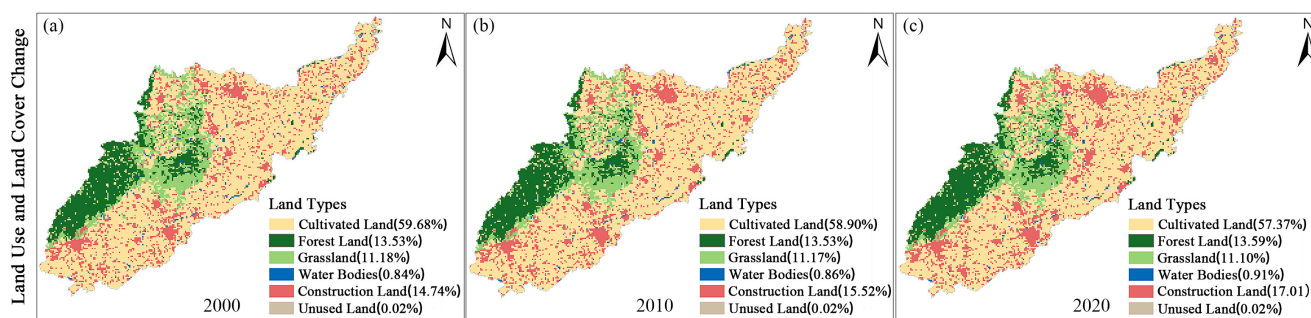 Land Use and Land Cover Change
(a)
N
Land Types
Cultivated Land(59.68%)
Forest Land(13.53%)
Grassland(11.18%)
Water Bodies(0.84%)
Construction Land(14.74%)
Unused Land(0.02%)
2000
(b)
N
Land Types
Cultivated Land(58.90%)
Forest Land(13.53%)
Grassland(11.17%)
Water Bodies(0.86%)
Construction Land(15.52%)
Unused Land(0.02%)
2010
(c)
N
Land Types
Cultivated Land(57.37%)
Forest Land(13.59%)
Grassland(11.10%)
Water Bodies(0.91%)
Construction Land(17.01)
Unused Land(0.02%)
2020